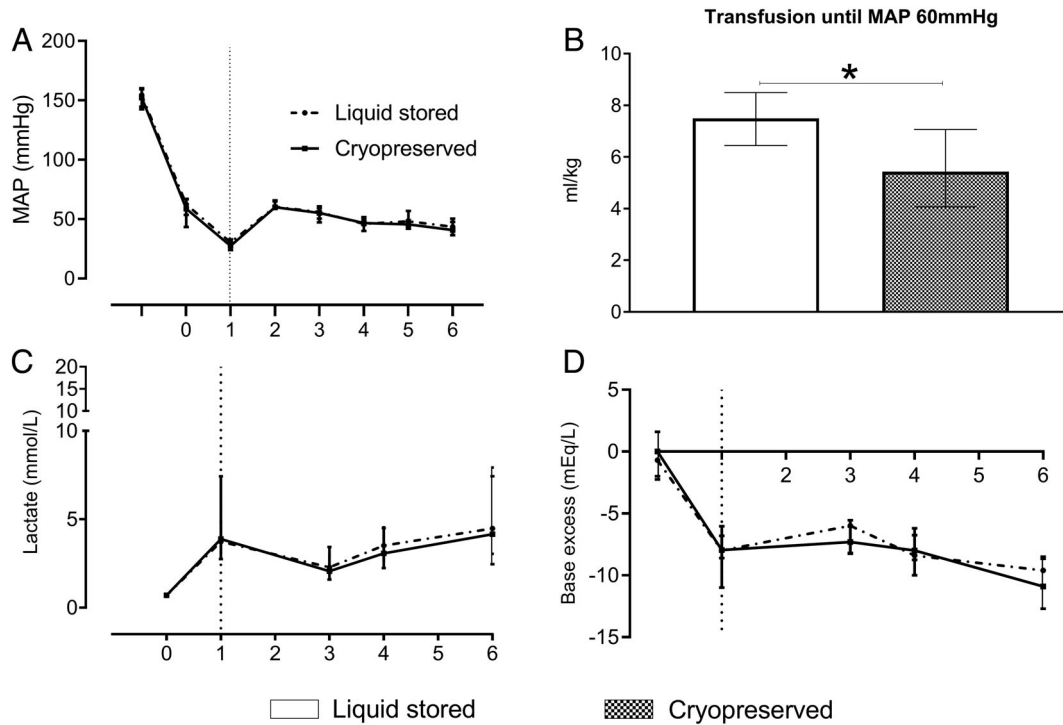 A
200
150
100
50
0
MAP (mmHg)
Liquid stored
Cryopreserved
0 1 2 3 4 5 6
Transfusion until MAP 60mmHg
B
10
8
6
4
2
0
ml/kg
*
C
20
15
10
10
5
0
Lactate (mmol/L)
0 1 2 3 4 5 6
D
5
0
-5
-10
-15
Base excess (mEq/L)
2 3 4 5 6
Liquid stored
Cryopreserved